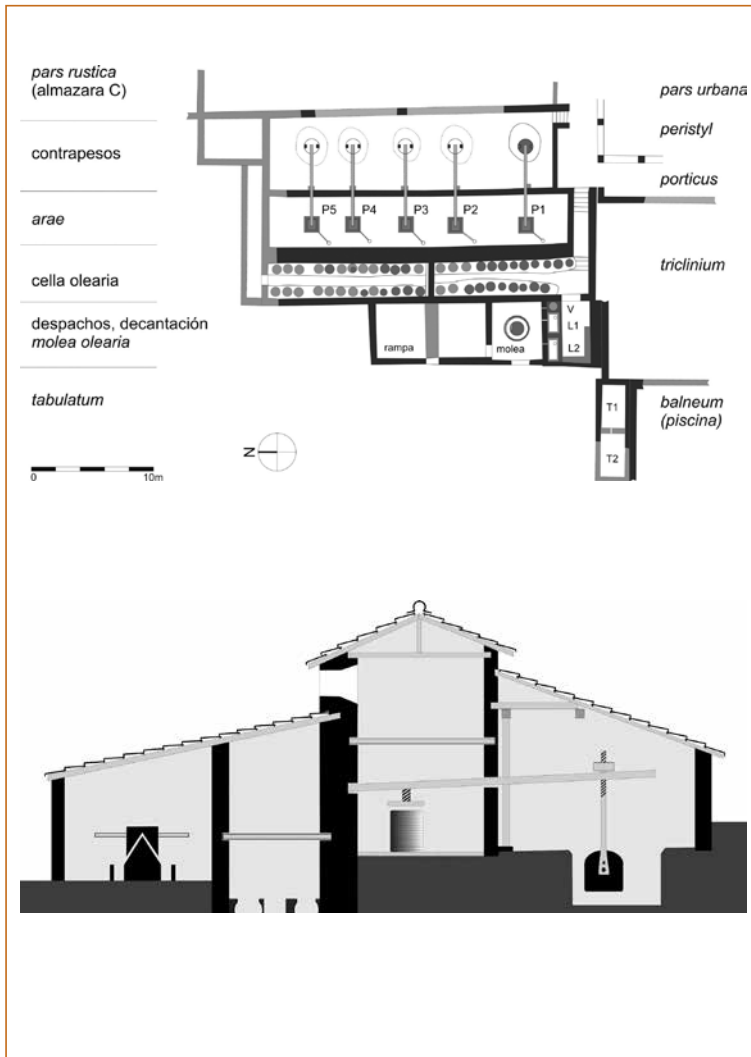 pars rustica
(almazara C)
contrapesos
arae
cella olearia
despachos, decantación
molea olearia
tabulatum
0 10m
N
P5 P4 P3 P2 P1
rampa
molea
V
L1
L2
T1
T2
pars urbana
peristyl
porticus
triclinium
balneum
(piscina)